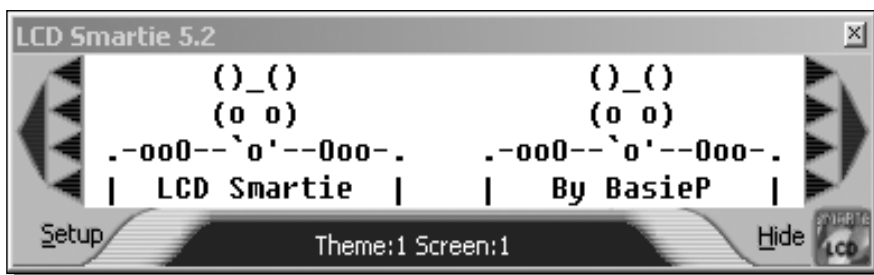 LCD Smartie 5.2
()_() ()_()
(o o) (o o)
.-ooO--`o'--Ooo-. .-ooO--`o'--Ooo-.
| LCD Smartie | | By BasieP |
Setup Theme:1 Screen:1 Hide
SMARTIE
LCD